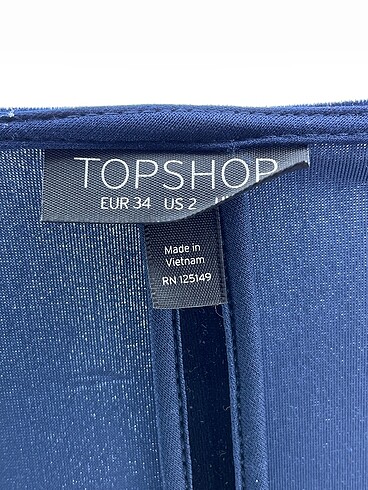 TOPSHOP
EUR 34 US 2
Made in
Vietnam
RN 125149